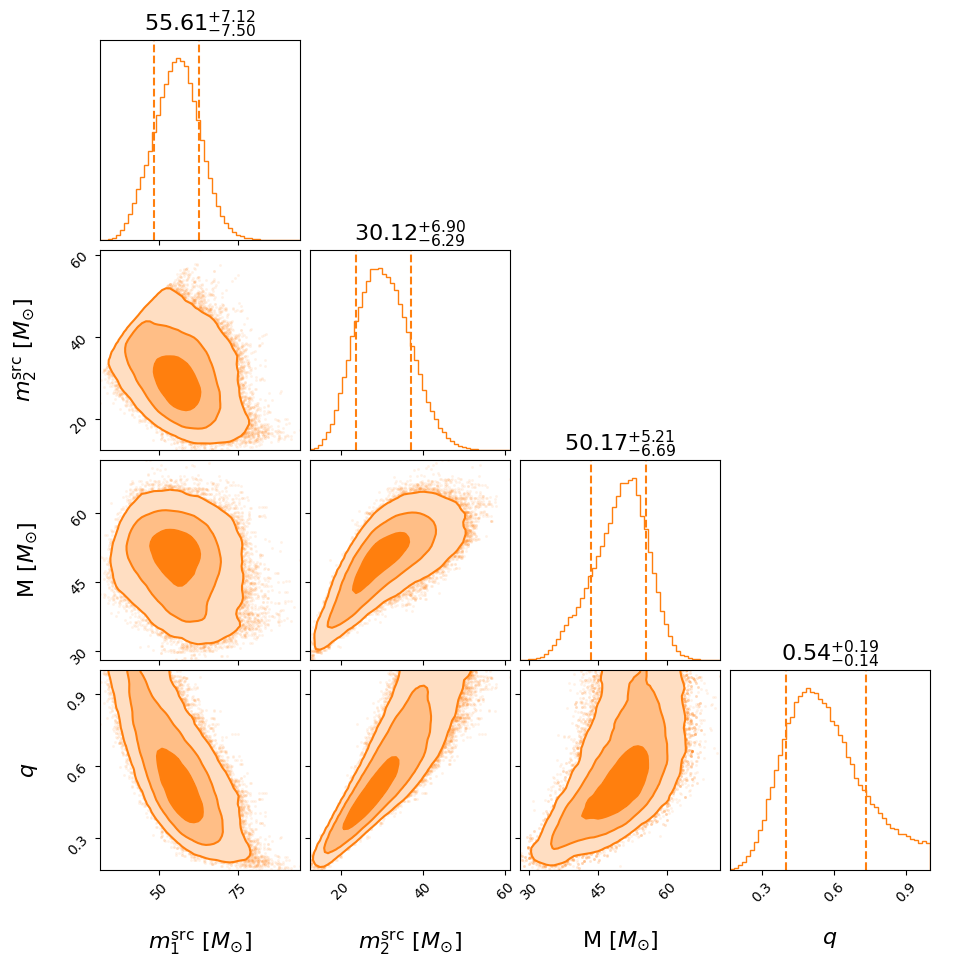 55.61^{+7.12}_{-7.50}
30.12^{+6.90}_{-6.29}
60
40
20
m_2^{src} [M_⊙]
50.17^{+5.21}_{-6.69}
60
45
30
M [M_⊙]
0.54^{+0.19}_{-0.14}
0.9
0.6
0.3
q
50 75
20 40 60
30 45 60
0.3 0.6 0.9
m_1^{src} [M_⊙]
m_2^{src} [M_⊙]
M [M_⊙]
q